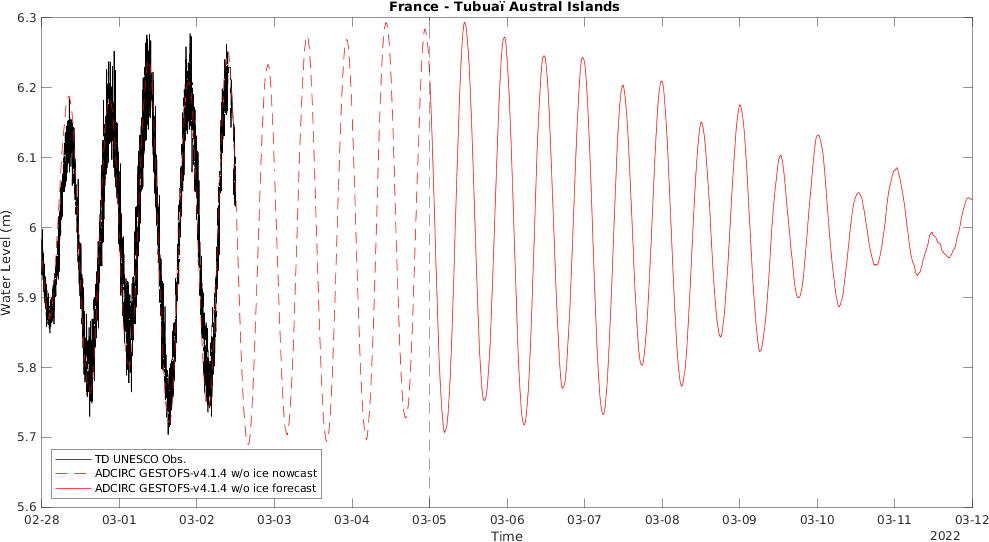 France - Tubuaï Austral Islands
Water Level (m)
6.3
6.2
6.1
6
5.9
5.8
5.7
5.6
TD UNESCO Obs.
ADCIRC GESTOFS-v4.1.4 w/o ice nowcast
ADCIRC GESTOFS-v4.1.4 w/o ice forecast
02-28 03-01 03-02 03-03 03-04 03-05 03-06 03-07 03-08 03-09 03-10 03-11 03-12
Time
2022